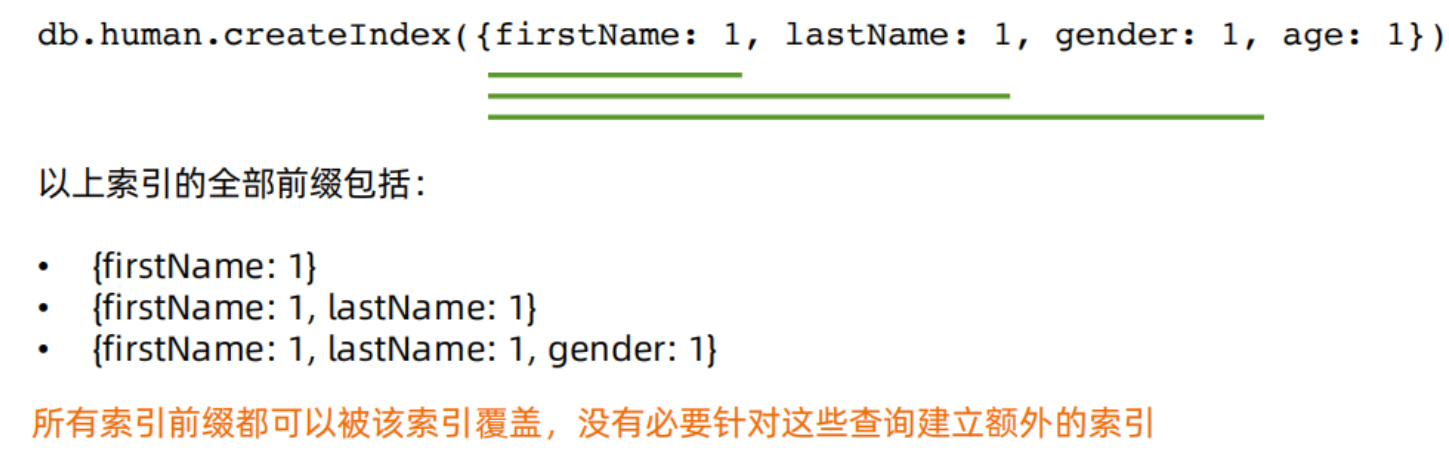 db.human.createIndex({firstName: 1, lastName: 1, gender: 1, age: 1})
以上索引的全部前缀包括：
• {firstName: 1}
• {firstName: 1, lastName: 1}
• {firstName: 1, lastName: 1, gender: 1}
所有索引前缀都可以被该索引覆盖，没有必要针对这些查询建立额外的索引